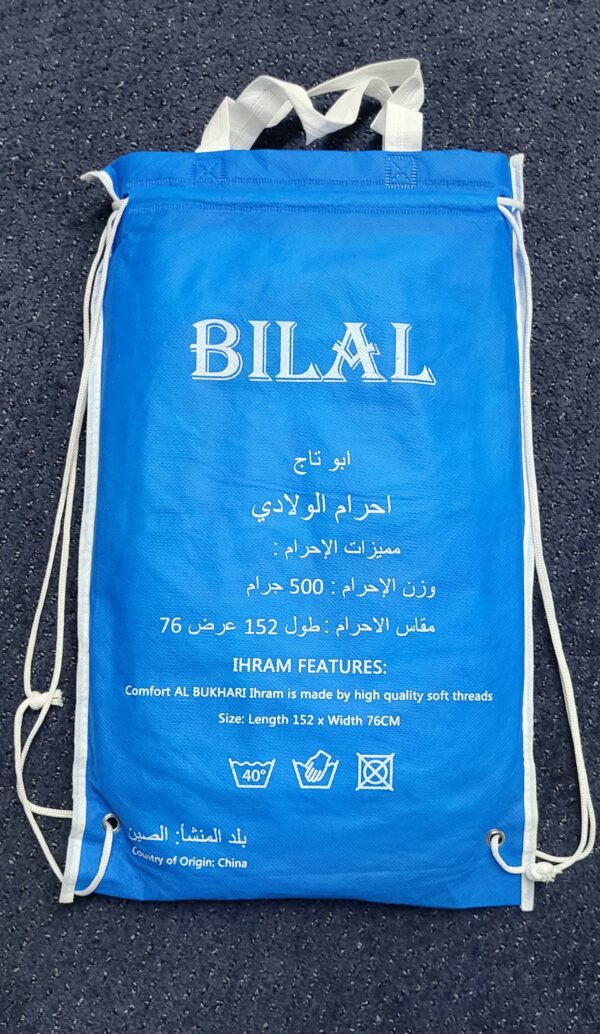 BILAL
ابو تاج
احرام الولادي
مميزات الإحرام :
وزن الإحرام : 500 جرام
مقاس الاحرام : طول 152 عرض 76
IHRAM FEATURES:
Comfort AL BUKHARI Ihram is made by high quality soft threads
Size: Length 152 x Width 76CM
40°
بلد المنشأ: الصين
Country of Origin: China